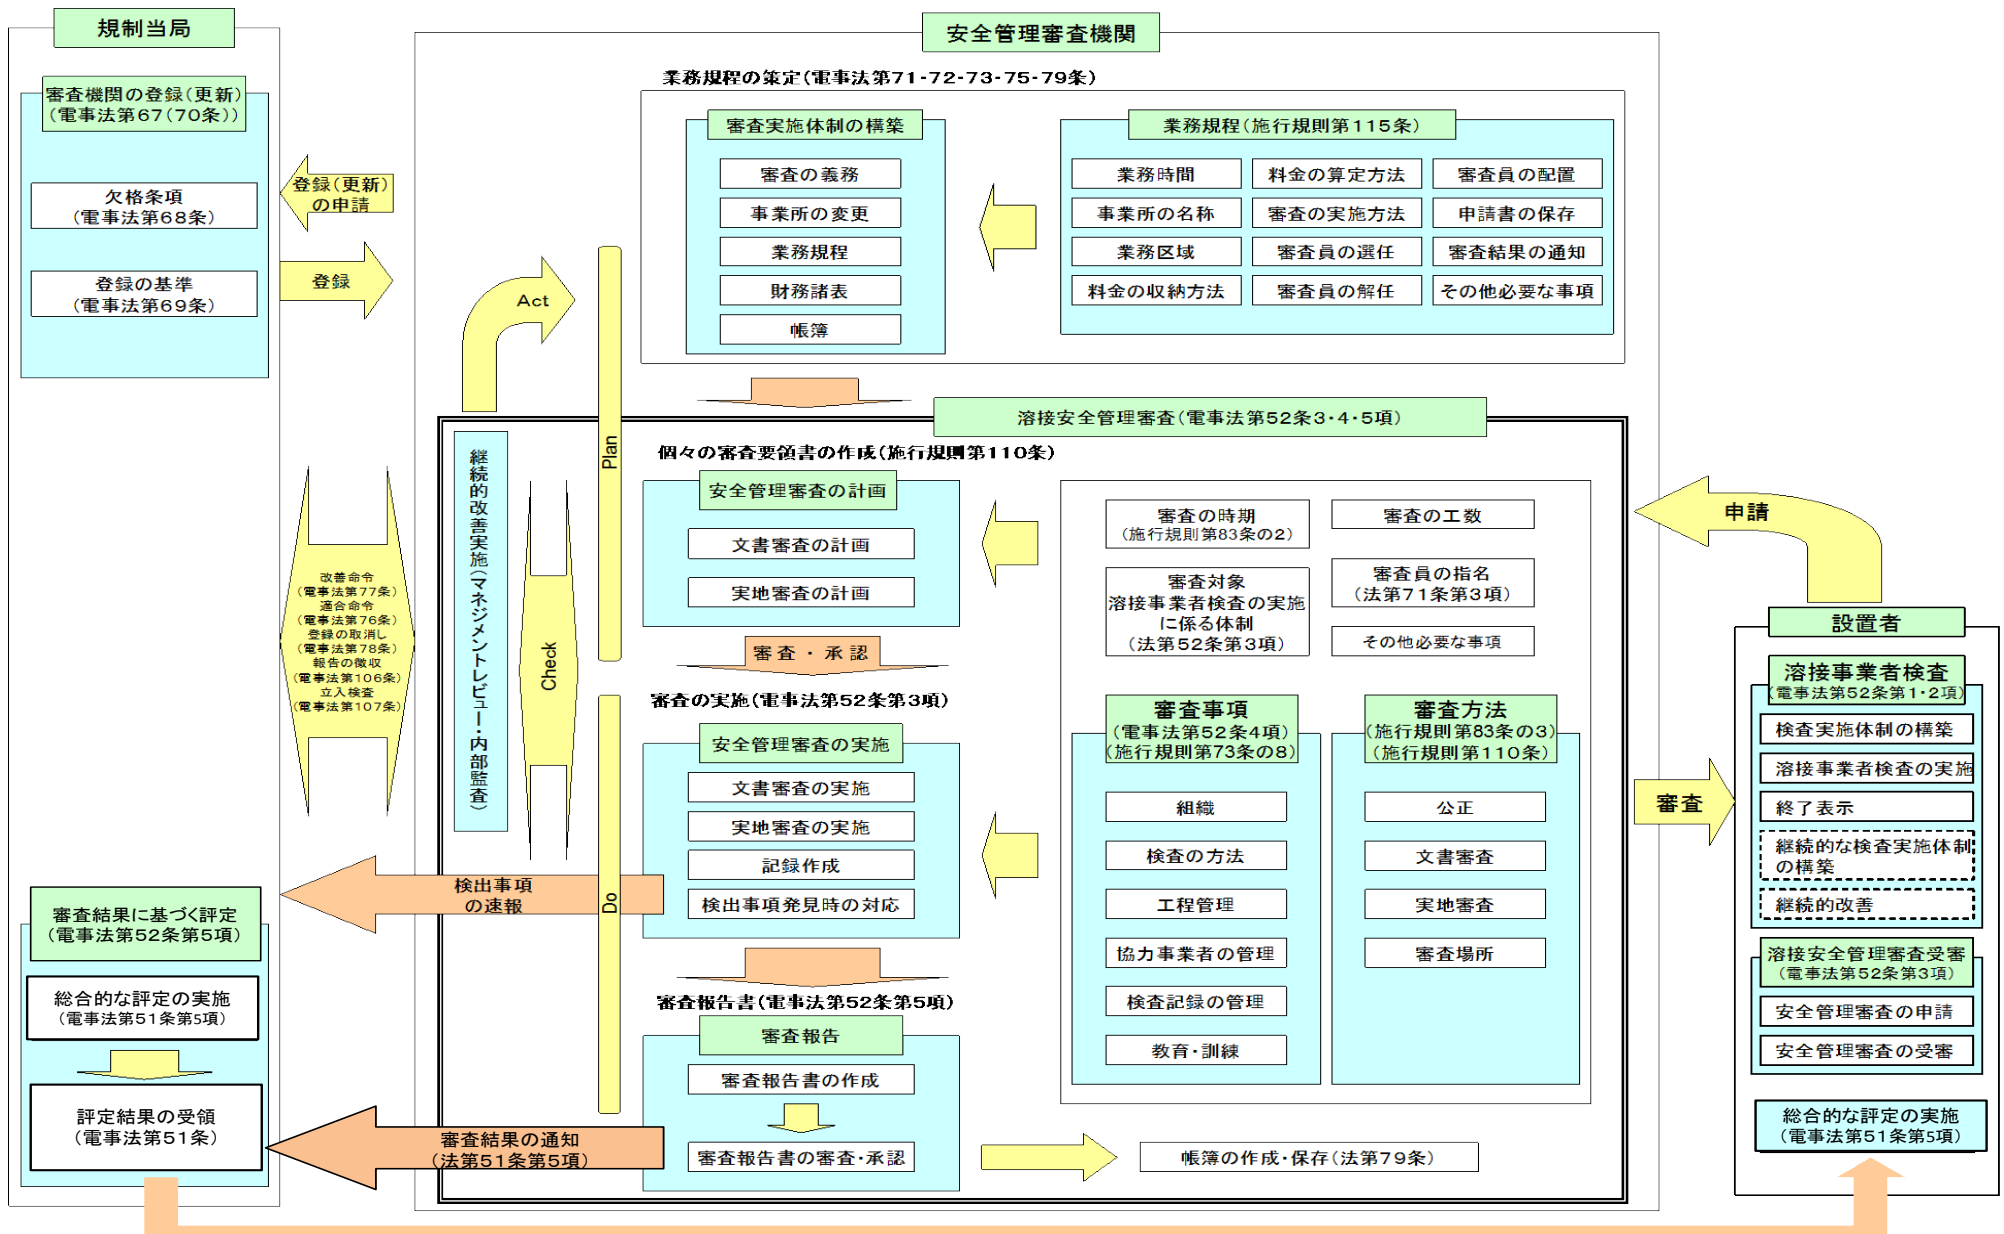 規制当局
審査機関の登録(更新)
(電事法第67(70条))
欠格条項
(電事法第68条)
登録の基準
(電事法第69条)
登録(更新)
の申請
登録
改善命令
(電事法第77条)
適合命令
(電事法第76条)
登録の取消し
(電事法第78条)
報告の徴収
(電事法第106条)
立入検査
(電事法第107条)
審査結果に基づく評定
(電事法第52条第5項)
総合的な評定の実施
(電事法第51条第5項)
評定結果の受領
(電事法第51条)
安全管理審査機関
業務規程の策定(電事法第71-72-73-75-79条)
審査実施体制の構築
審査の義務
事業所の変更
業務規程
財務諸表
帳簿
業務規程(施行規則第115条)
業務時間
料金の算定方法
審査員の配置
事業所の名称
審査の実施方法
申請書の保存
業務区域
審査員の選任
審査結果の通知
料金の収納方法
審査員の解任
その他必要な事項
Act
Plan
Check
Do
溶接安全管理審査(電事法第52条3・4・5項)
継続的改善実施(マネジメントレビュー・内部監査)
個々の審査要領書の作成(施行規則第110条)
安全管理審査の計画
文書審査の計画
実地審査の計画
審査の時期
(施行規則第83条の2)
審査の工数
審査対象
溶接事業者検査の実施
に係る体制
(法第52条第3項)
審査員の指名
(法第71条第3項)
その他必要な事項
審査・承認
審査の実施(電事法第52条第3項)
安全管理審査の実施
文書審査の実施
実地審査の実施
記録作成
検出事項発見時の対応
検出事項
の速報
審査事項
(電事法第52条4項)
(施行規則第73条の8)
組織
検査の方法
工程管理
協力事業者の管理
検査記録の管理
教育・訓練
審査方法
(施行規則第83条の3)
(施行規則第110条)
公正
文書審査
実地審査
審査場所
審査報告書(電事法第52条第5項)
審査報告
審査報告書の作成
審査報告書の審査・承認
審査結果の通知
(法第51条第5項)
帳簿の作成・保存(法第79条)
申請
審査
設置者
溶接事業者検査
(電事法第52条第1・2項)
検査実施体制の構築
溶接事業者検査の実施
終了表示
継続的な検査実施体制
の構築
継続的改善
溶接安全管理審査受審
(電事法第52条第3項)
安全管理審査の申請
安全管理審査の受審
総合的な評定の実施
(電事法第51条第5項)